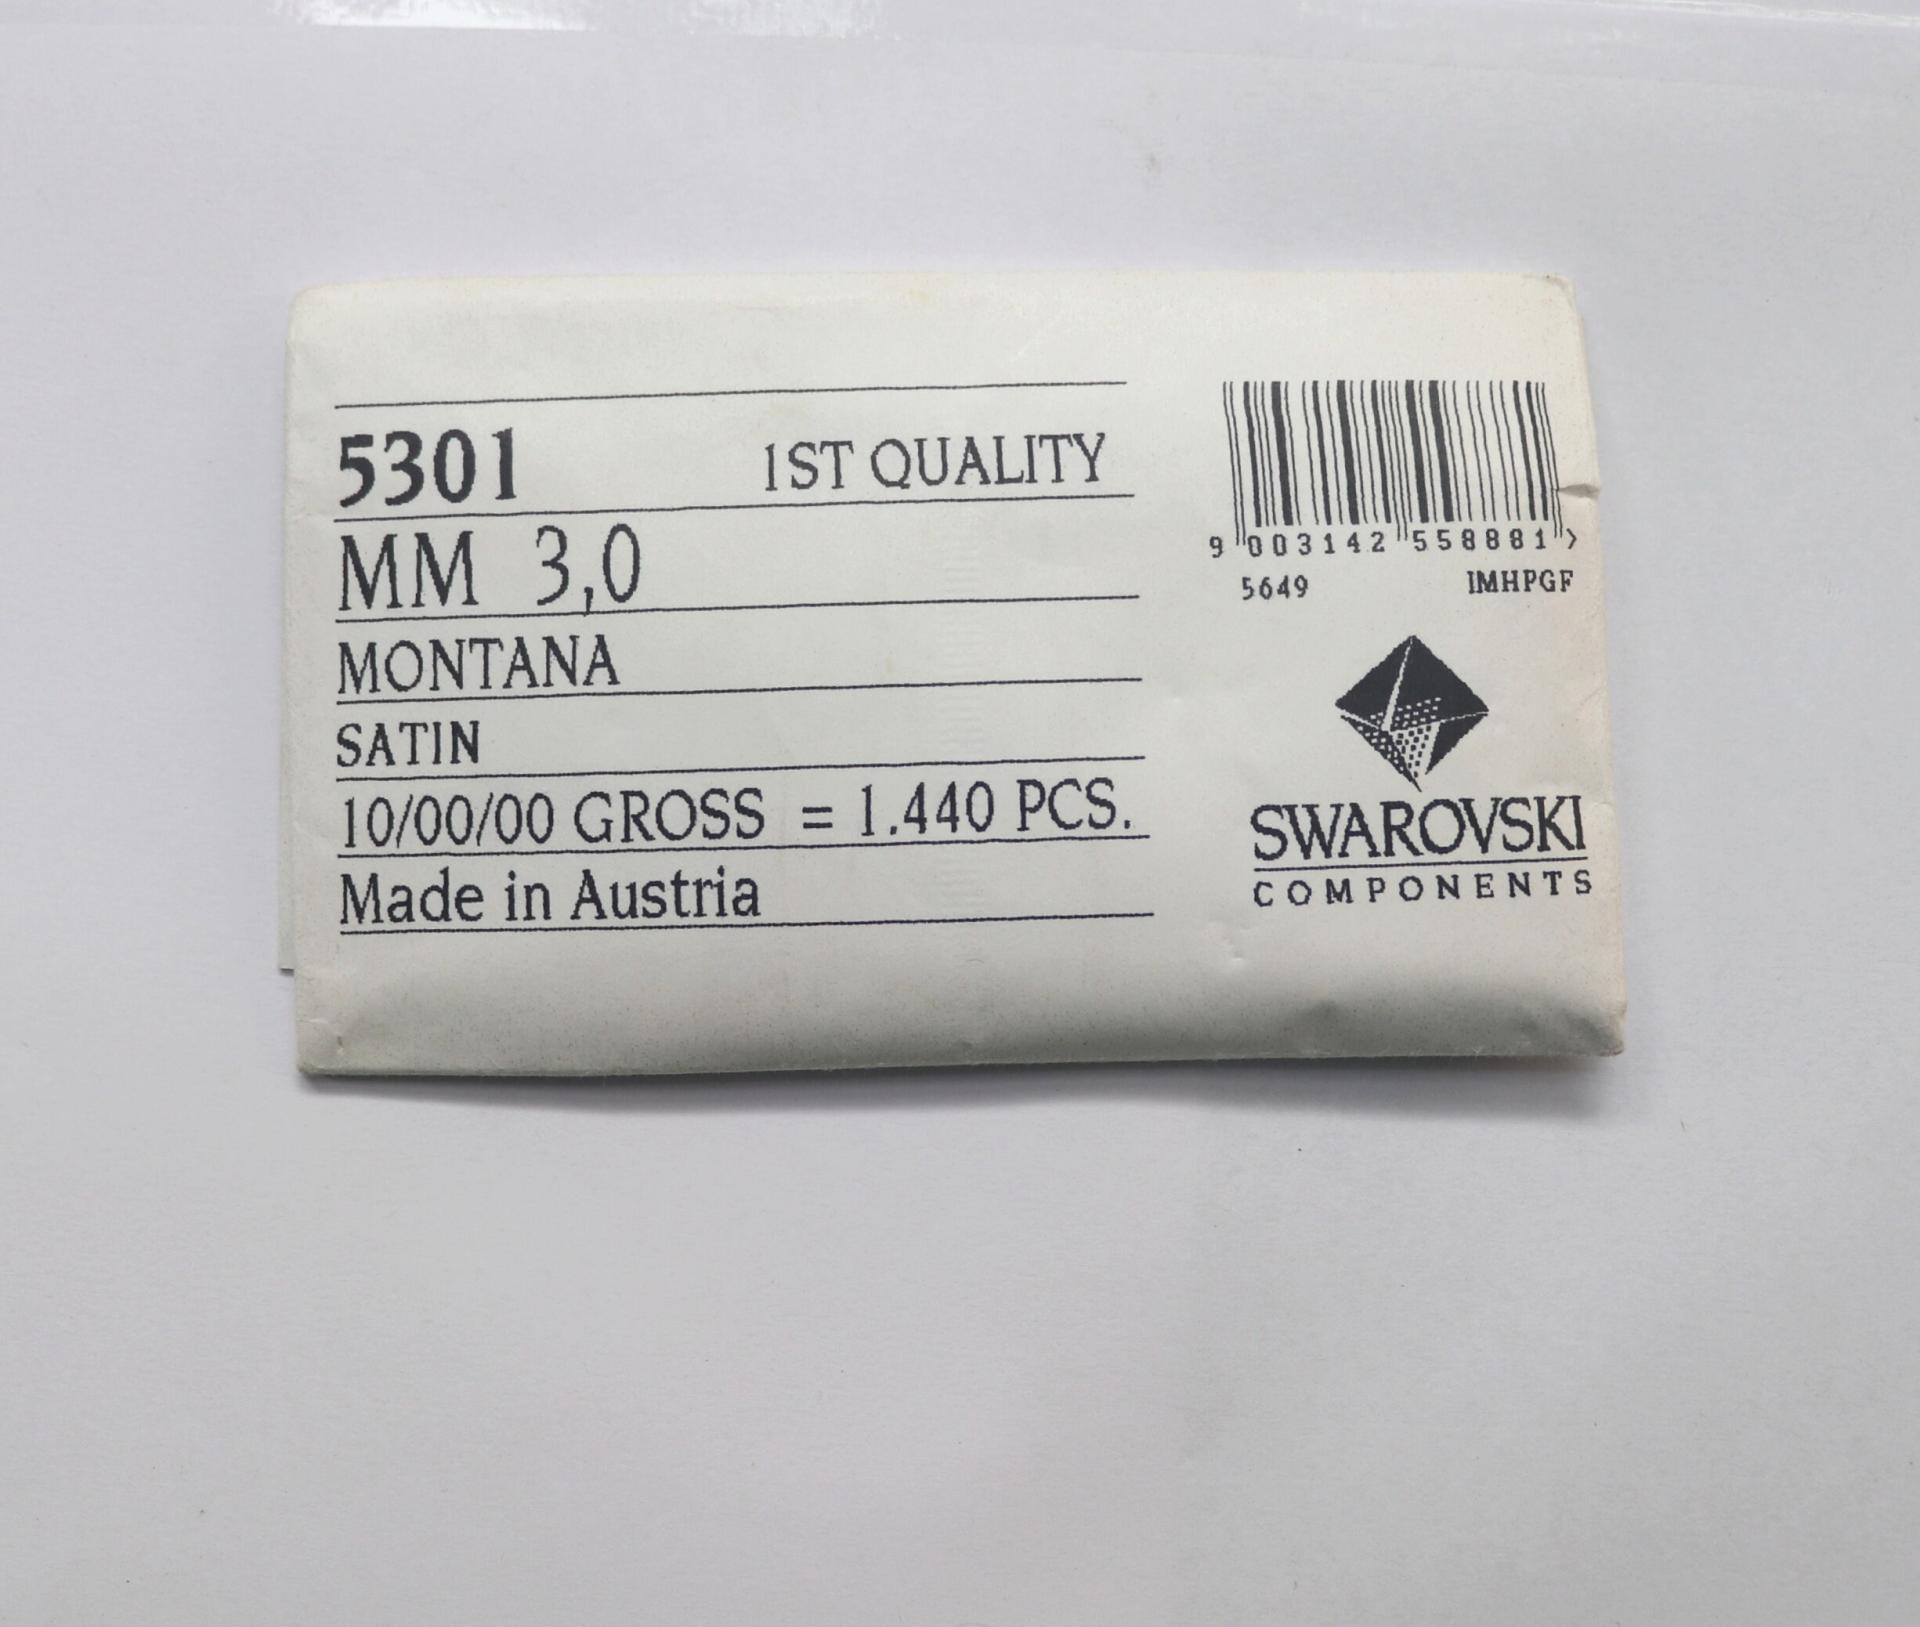 5301 1ST QUALITY
MM 3,0
MONTANA
SATIN
10/00/00 GROSS = 1.440 PCS.
Made in Austria
9 003142 558881 >
5649 IMHPGF
SWAROVSKI
COMPONENTS